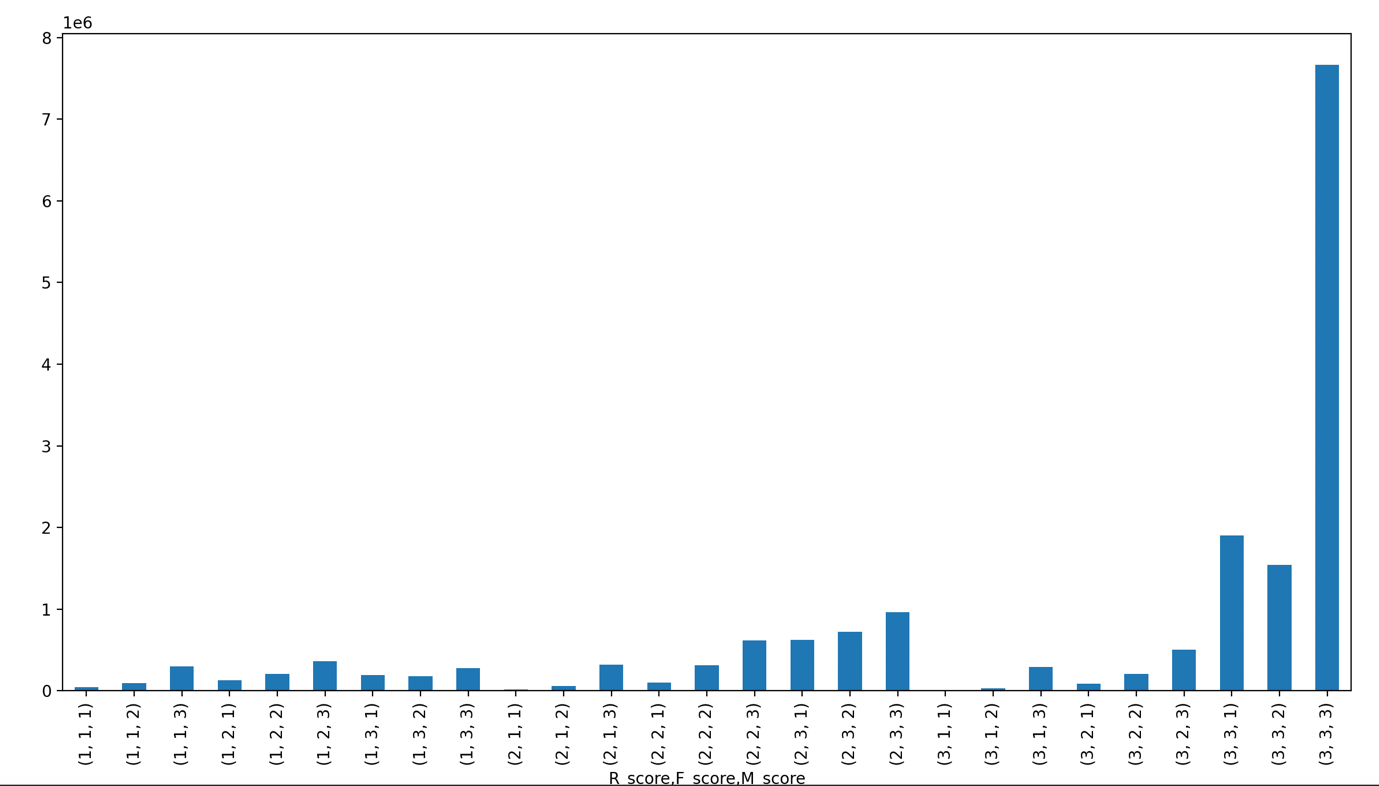 1e6
8
7
6
5
4
3
2
1
0
(1, 1, 1)
(1, 1, 2)
(1, 1, 3)
(1, 2, 1)
(1, 2, 2)
(1, 2, 3)
(1, 3, 1)
(1, 3, 2)
(1, 3, 3)
(2, 1, 1)
(2, 1, 2)
(2, 1, 3)
(2, 2, 1)
(2, 2, 2)
(2, 2, 3)
(2, 3, 1)
(2, 3, 2)
(2, 3, 3)
(3, 1, 1)
(3, 1, 2)
(3, 1, 3)
(3, 2, 1)
(3, 2, 2)
(3, 2, 3)
(3, 3, 1)
(3, 3, 2)
(3, 3, 3)
R_score,F_score,M_score